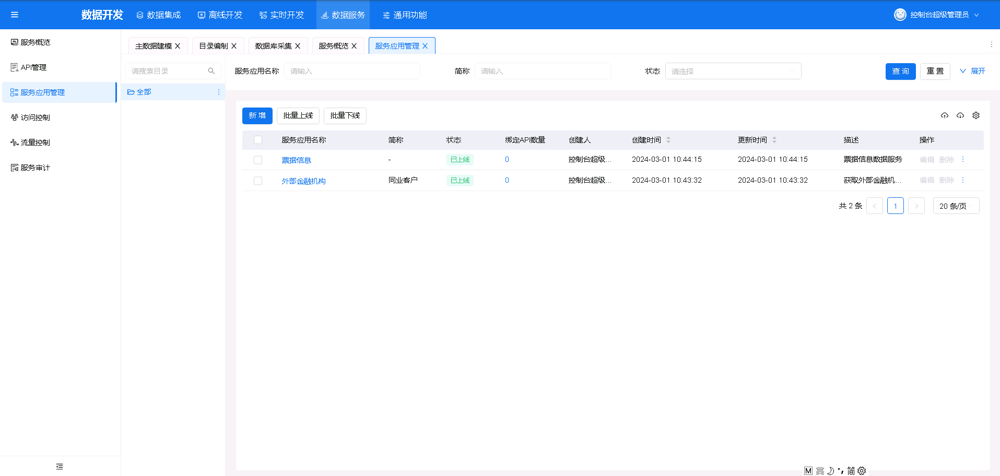 数据开发 数据集成 离线开发 实时开发 数据服务 通用功能 控制台超级管理员
服务概览
API管理
服务应用管理
访问控制
流量控制
服务审计
主数据建模 目录编制 数据库采集 服务概览 服务应用管理
请搜索目录
全部
服务应用名称 请输入 简称 请输入 状态 请选择 查询 重置 展开
新增 批量上线 批量下线
服务应用名称 简称 状态 绑定API数量 创建人 创建时间 更新时间 描述 操作
票据信息 - 已上线 0 控制台超级... 2024-03-01 10:44:15 2024-03-01 10:44:15 票据信息数据服务 编辑 删除
外部金融机构 同业客户 已上线 0 控制台超级... 2024-03-01 10:43:32 2024-03-01 10:43:32 获取外部金融机... 编辑 删除
共 2 条 < 1 > 20 条/页
M 英 简